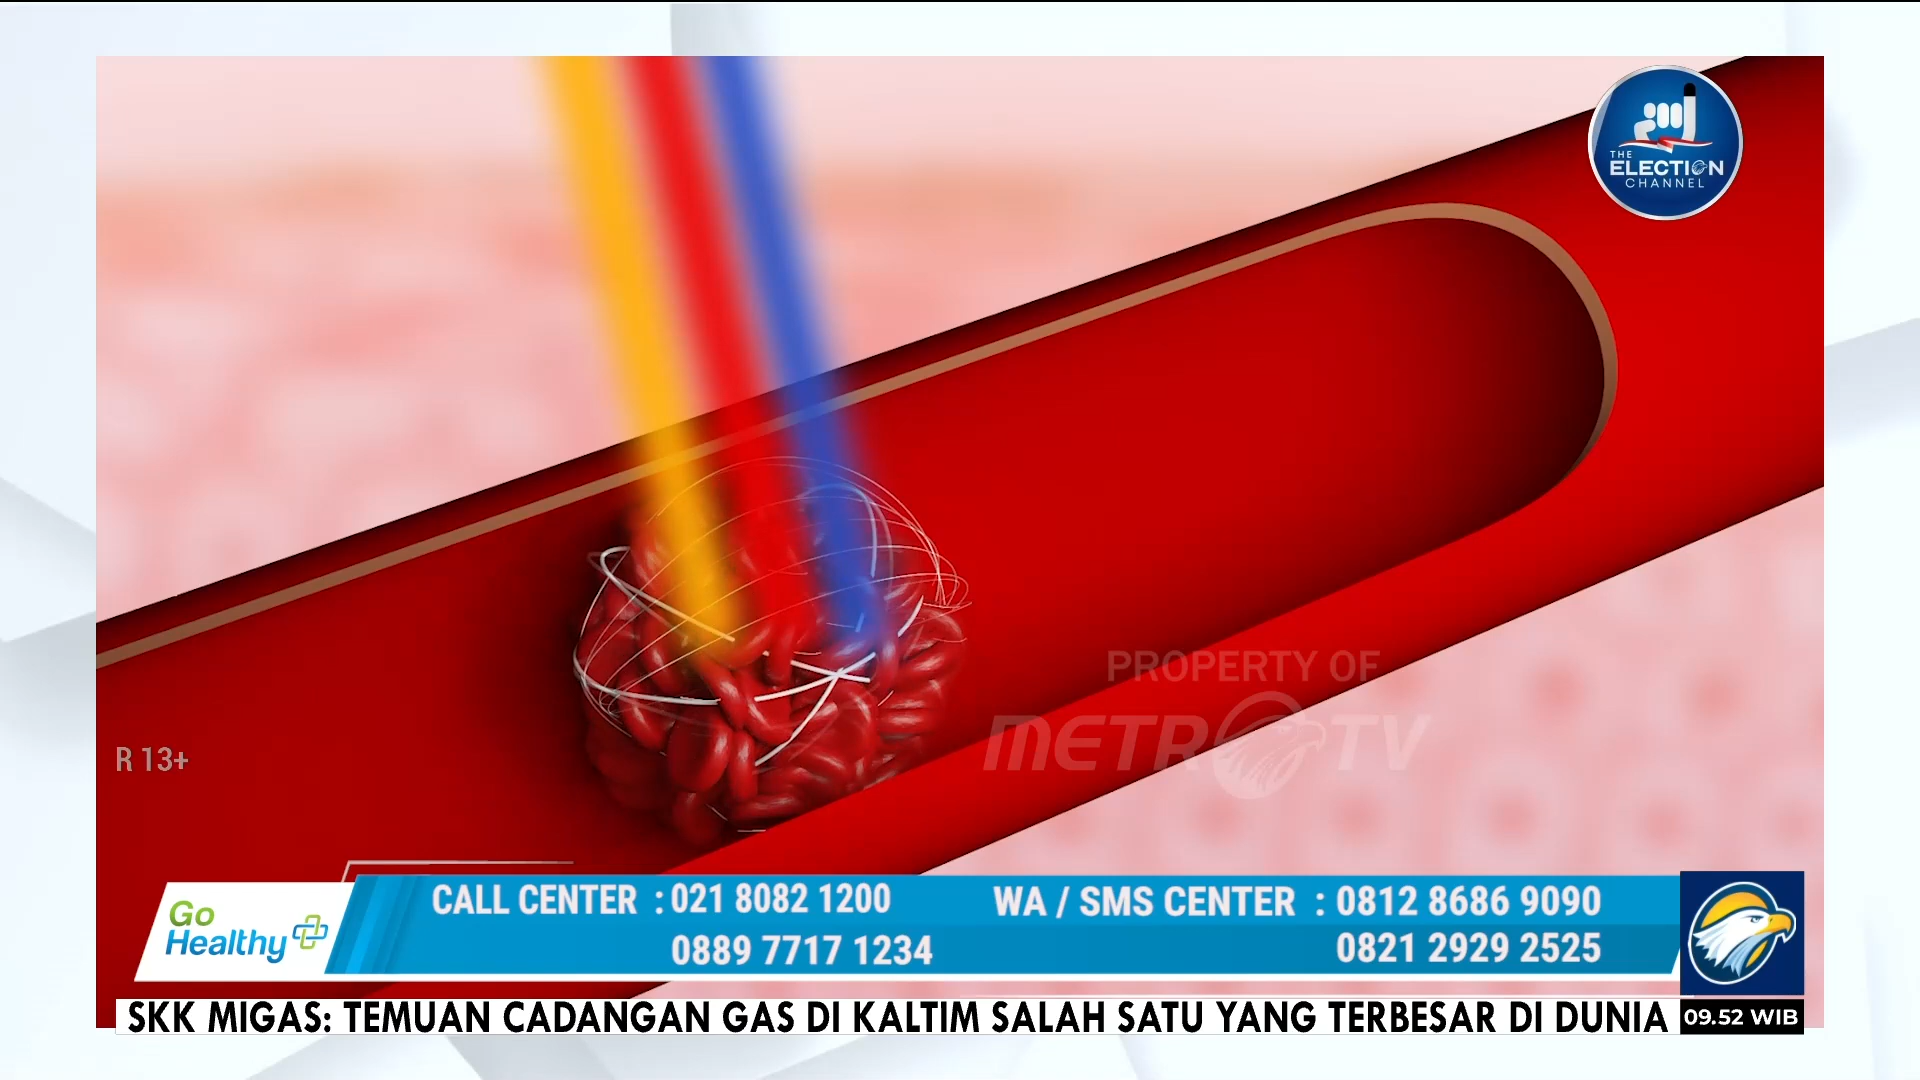 THE
ELECTION
CHANNEL
PROPERTY OF
METRO TV
R 13+
Go
Healthy
CALL CENTER : 021 8082 1200
0889 7717 1234
WA / SMS CENTER : 0812 8686 9090
0821 2929 2525
SKK MIGAS: TEMUAN CADANGAN GAS DI KALTIM SALAH SATU YANG TERBESAR DI DUNIA
09.52 WIB